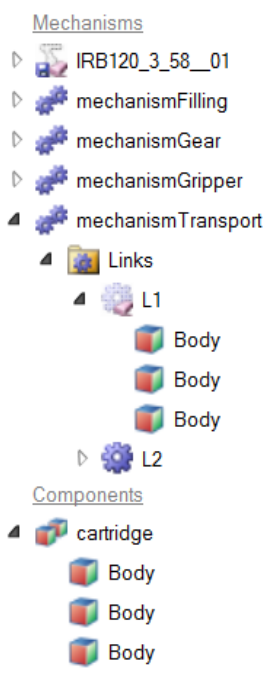 Mechanisms
IRB120_3_58__01
mechanismFilling
mechanismGear
mechanismGripper
mechanismTransport
Links
L1
Body
Body
Body
L2
Components
cartridge
Body
Body
Body